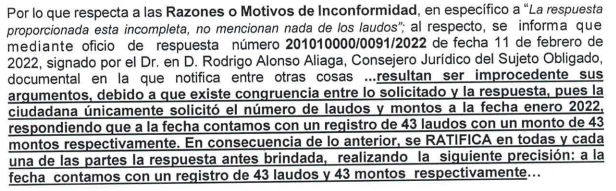 Por lo que respecta a las Razones o Motivos de Inconformidad, en específico a “La respuesta
proporcionada esta incompleta, no mencionan nada de los laudos”; al respecto, se informa que
mediante oficio de respuesta número 201010000/0091/2022 de fecha 11 de febrero de
2022, signado por el Dr. en D. Rodrigo Alonso Aliaga, Consejero Jurídico del Sujeto Obligado,
documental en la que notifica entre otras cosas ...resultan ser improcedente sus
argumentos, debido a que existe congruencia entre lo solicitado y la respuesta, pues la
ciudadana únicamente solicitó el número de laudos y montos a la fecha enero 2022,
respondiendo que a la fecha contamos con un registro de 43 laudos con un monto de 43
montos respectivamente. En consecuencia de lo anterior, se RATIFICA en todas y cada
una de las partes la respuesta antes brindada, realizando la siguiente precisión: a la
fecha contamos con un registro de 43 laudos y 43 montos respectivamente...